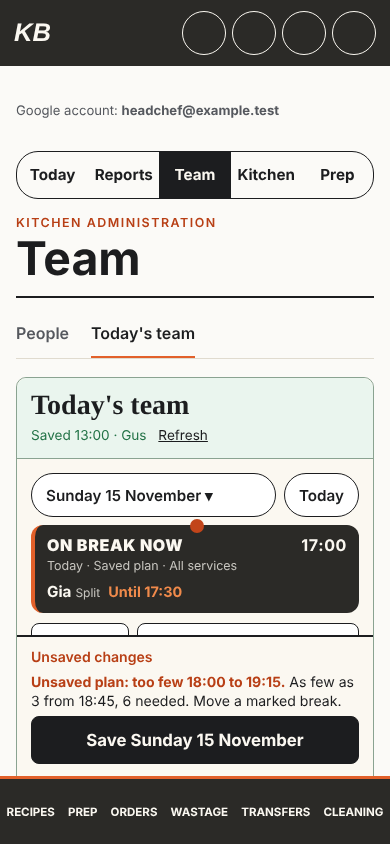 KB
Google account: headchef@example.test
Today Reports Team Kitchen Prep
KITCHEN ADMINISTRATION
Team
People Today's team
Today's team
Saved 13:00 · Gus Refresh
Sunday 15 November ▾ Today
ON BREAK NOW 17:00
Today · Saved plan · All services
Gia Split Until 17:30
Unsaved changes
Unsaved plan: too few 18:00 to 19:15. As few as
3 from 18:45, 6 needed. Move a marked break.
Save Sunday 15 November
RECIPES PREP ORDERS WASTAGE TRANSFERS CLEANING